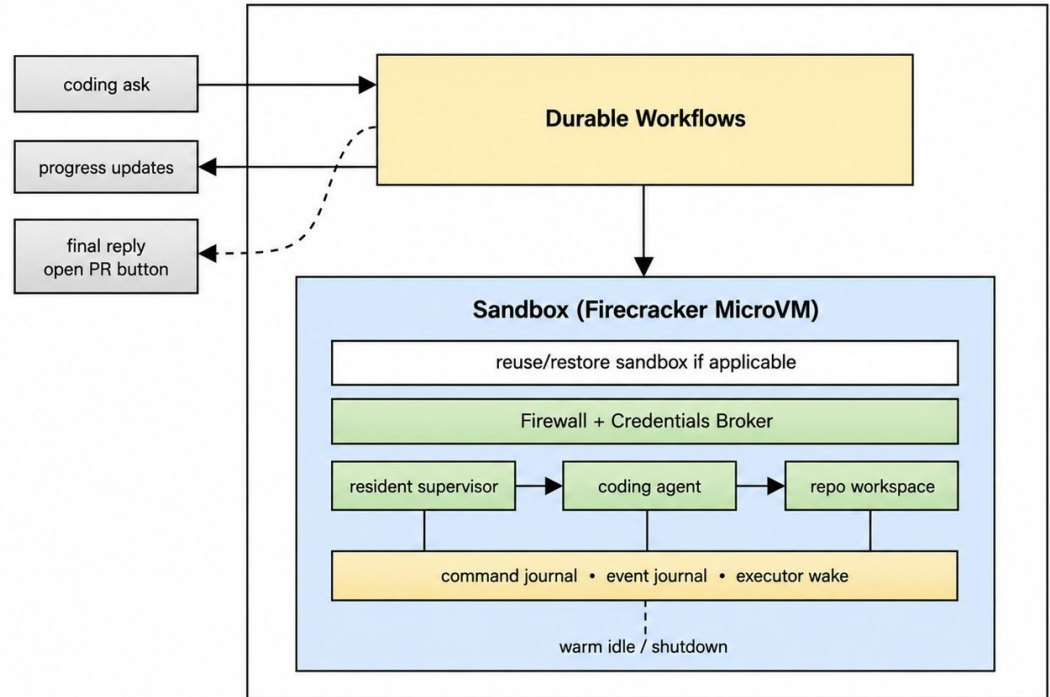 coding ask
Durable Workflows
progress updates
final reply
open PR button
Sandbox (Firecracker MicroVM)
reuse/restore sandbox if applicable
Firewall + Credentials Broker
resident supervisor
coding agent
repo workspace
command journal • event journal • executor wake
warm idle / shutdown